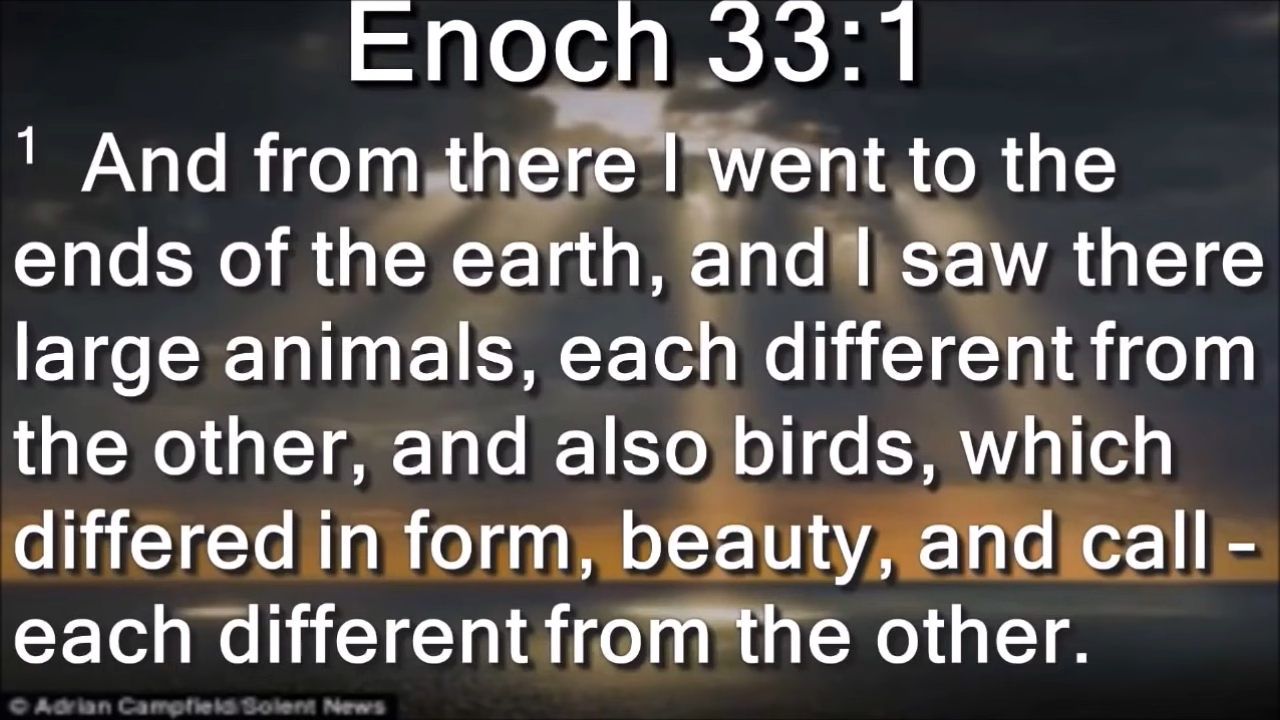 Enoch 33:1
1 And from there I went to the
ends of the earth, and I saw there
large animals, each different from
the other, and also birds, which
differed in form, beauty, and call –
each different from the other.
© Adrian Campfield/Solent News